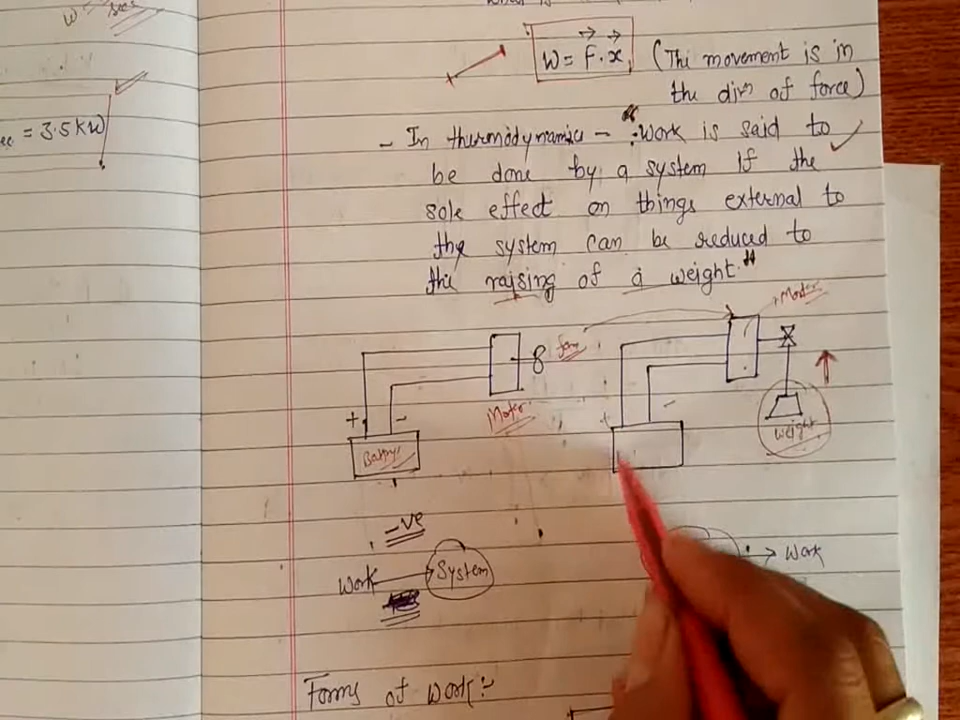 W = F⃗ . x⃗ (The movement is in
the dirⁿ of force)
= 3.5 KW
- In thermodynamics - "Work is said to
be done by a system if the
sole effect on things external to
the system can be reduced to
the raising of a weight."
Motor
fan
+ -
Motor
+ -
Battery
weight
-ve
Work
System
Work
Forms of Work:-